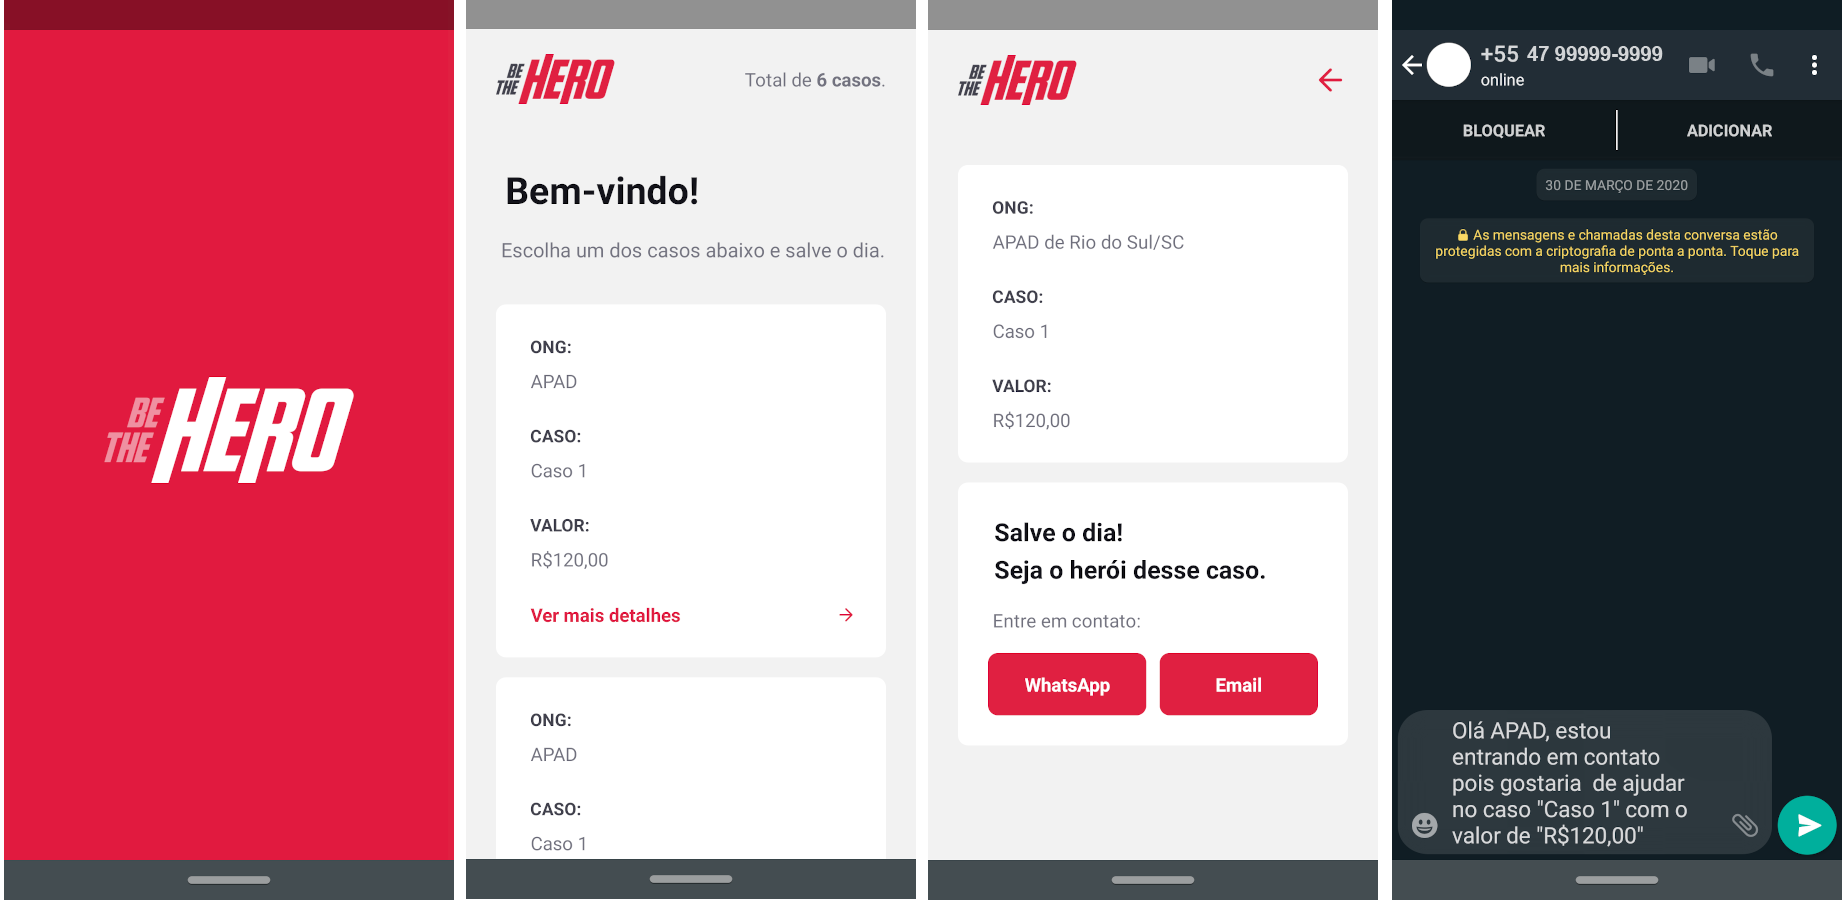 BE
THE
HERO
BE
THE
HERO
Total de 6 casos.
Bem-vindo!
Escolha um dos casos abaixo e salve o dia.
ONG:
APAD
CASO:
Caso 1
VALOR:
R$120,00
Ver mais detalhes
ONG:
APAD
CASO:
Caso 1
BE
THE
HERO
ONG:
APAD de Rio do Sul/SC
CASO:
Caso 1
VALOR:
R$120,00
Salve o dia!
Seja o herói desse caso.
Entre em contato:
WhatsApp
Email
+55 47 99999-9999
online
BLOQUEAR
ADICIONAR
30 DE MARÇO DE 2020
As mensagens e chamadas desta conversa estão
protegidas com a criptografia de ponta a ponta. Toque para
mais informações.
Olá APAD, estou
entrando em contato
pois gostaria  de ajudar
no caso "Caso 1" com o
valor de "R$120,00"